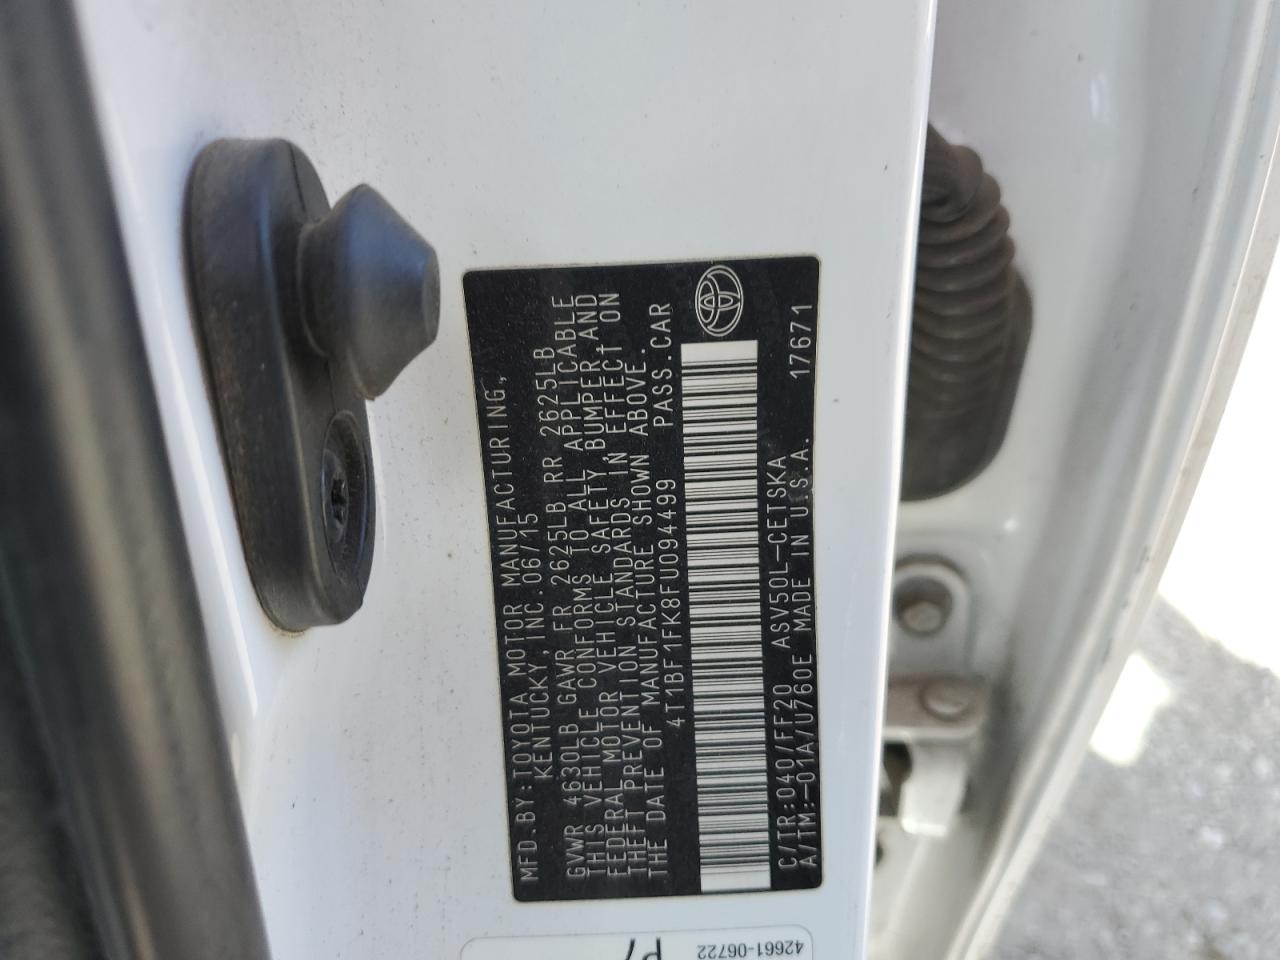 MFD.BY:TOYOTA MOTOR MANUFACTURING,
KENTUCKY INC.06/15
GVWR 4630LB GAWR FR 2625LB RR 2625LB
THIS VEHICLE CONFORMS TO ALL APPLICABLE
FEDERAL MOTOR VEHICLE SAFETY,BUMPER,AND
THEFT PREVENTION STANDARDS IN EFFECT ON
THE DATE OF MANUFACTURE SHOWN ABOVE.
4T1BF1FK8FU094499 PASS.CAR
C/TR:040/FF20 ASV50L-CETSKA 17671
A/TM:-01A/U760E MADE IN U.S.A.
42661-06722